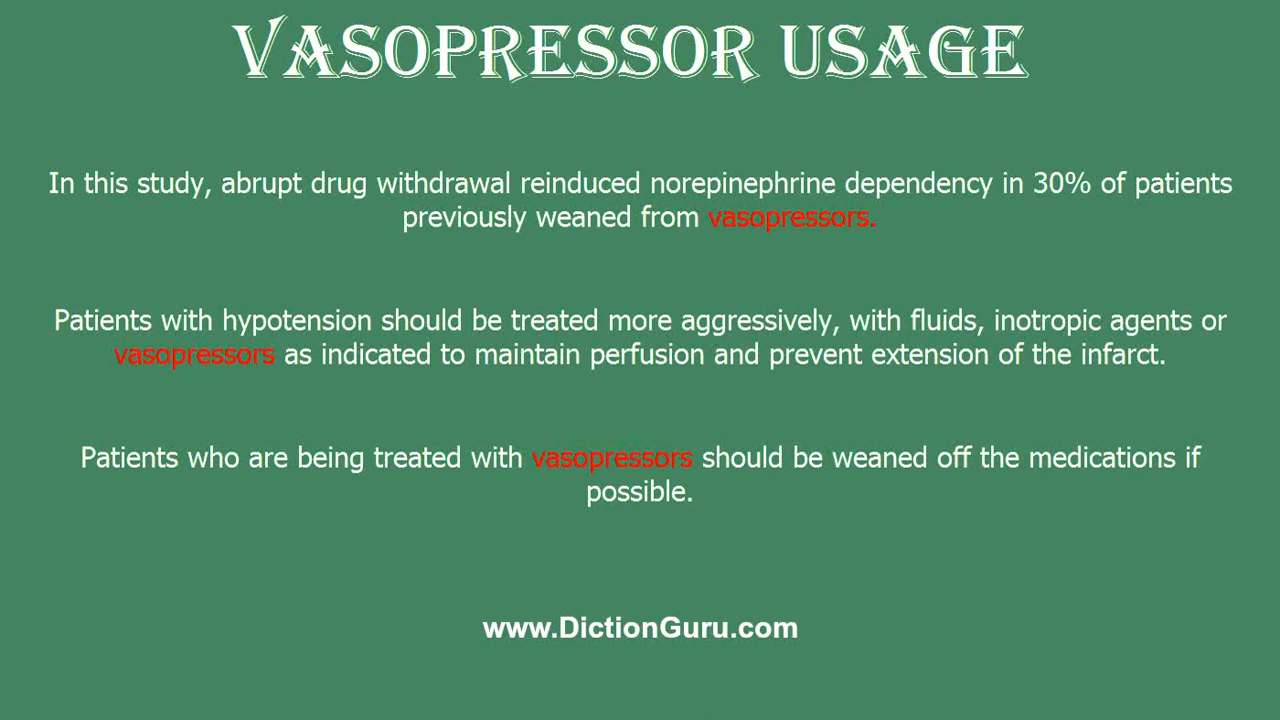 VASOPRESSOR USAGE
In this study, abrupt drug withdrawal reinduced norepinephrine dependency in 30% of patients
previously weaned from vasopressors.
Patients with hypotension should be treated more aggressively, with fluids, inotropic agents or
vasopressors as indicated to maintain perfusion and prevent extension of the infarct.
Patients who are being treated with vasopressors should be weaned off the medications if
possible.
www.DictionGuru.com